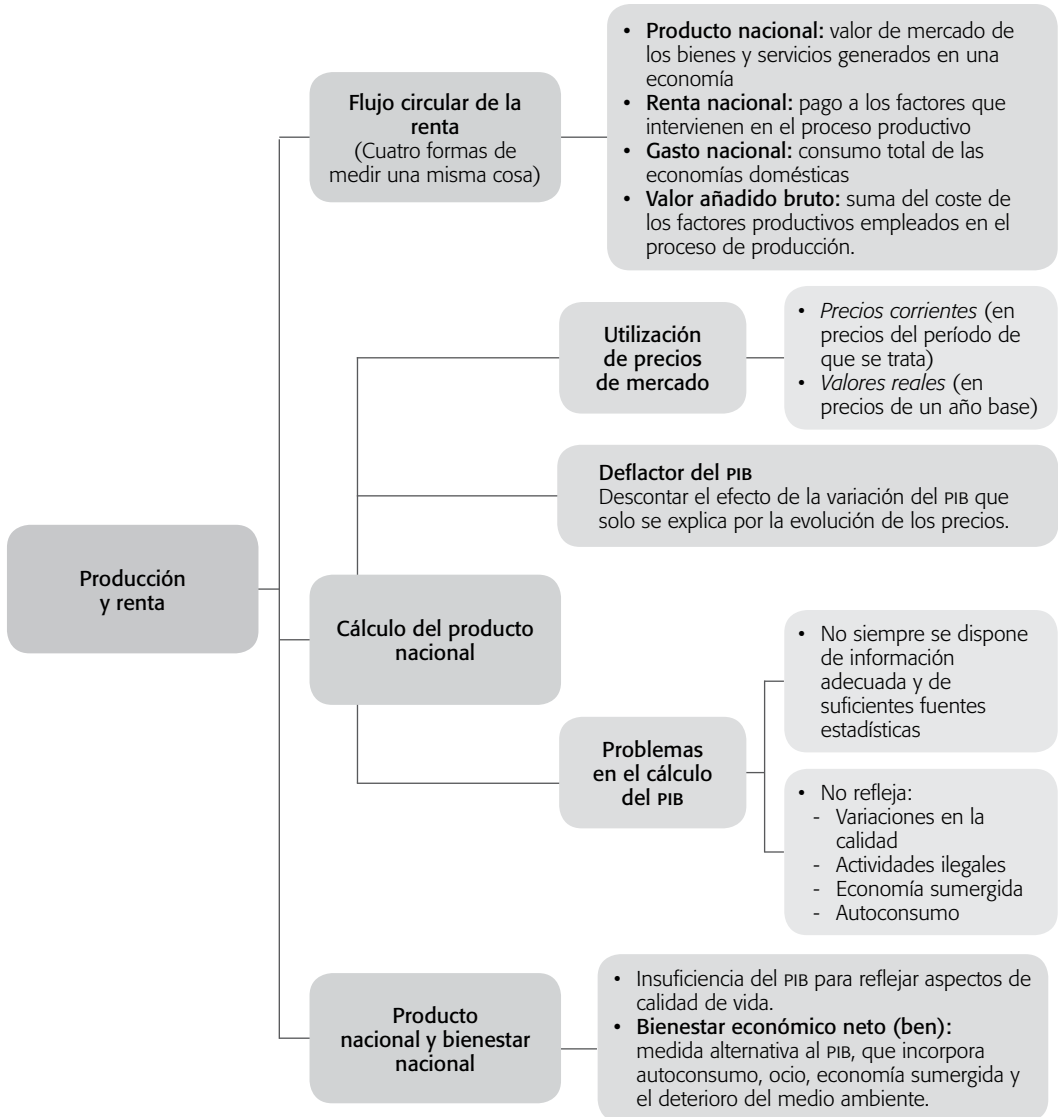 Producción
y renta
Flujo circular de la
renta
(Cuatro formas de
medir una misma cosa)
• Producto nacional: valor de mercado de
los bienes y servicios generados en una
economía
• Renta nacional: pago a los factores que
intervienen en el proceso productivo
• Gasto nacional: consumo total de las
economías domésticas
• Valor añadido bruto: suma del coste de
los factores productivos empleados en el
proceso de producción.
Cálculo del producto
nacional
Utilización
de precios
de mercado
• Precios corrientes (en
precios del período de
que se trata)
• Valores reales (en
precios de un año base)
Deflactor del PIB
Descontar el efecto de la variación del PIB que
solo se explica por la evolución de los precios.
Problemas
en el cálculo
del PIB
• No siempre se dispone
de información
adecuada y de
suficientes fuentes
estadísticas
• No refleja:
- Variaciones en la
calidad
- Actividades ilegales
- Economía sumergida
- Autoconsumo
Producto
nacional y bienestar
nacional
• Insuficiencia del PIB para reflejar aspectos de
calidad de vida.
• Bienestar económico neto (ben):
medida alternativa al PIB, que incorpora
autoconsumo, ocio, economía sumergida y
el deterioro del medio ambiente.